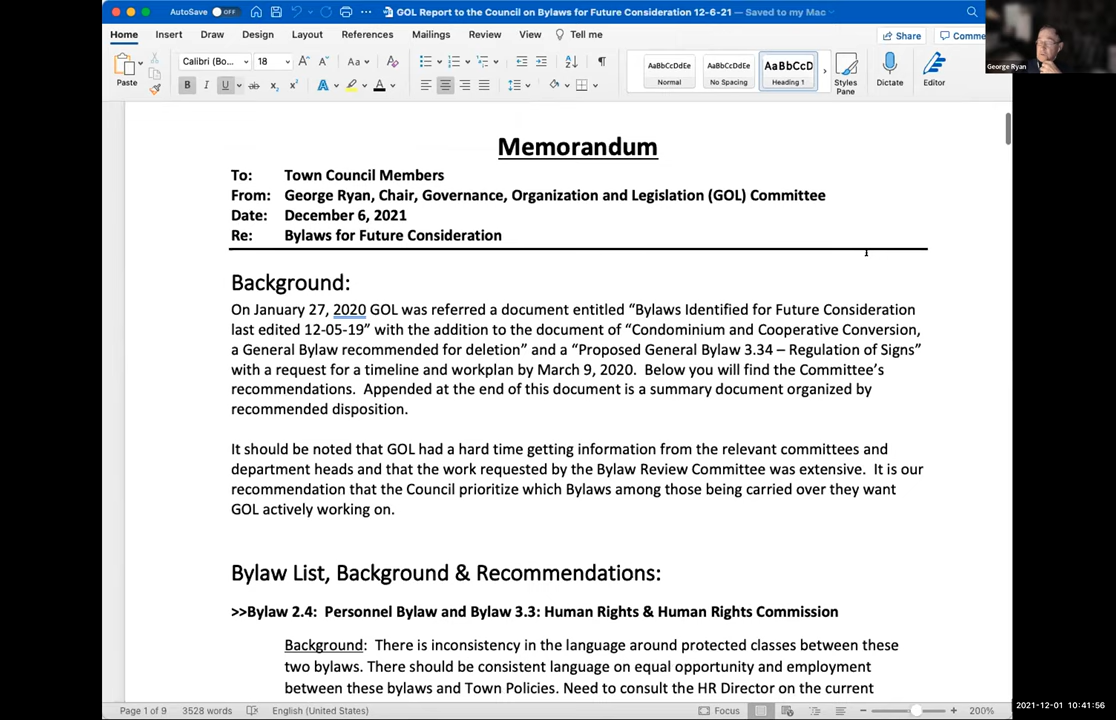 AutoSave OFF GOL Report to the Council on Bylaws for Future Consideration 12-6-21 — Saved to my Mac
Home Insert Draw Design Layout References Mailings Review View Tell me Share Comme
Paste Calibri (Bo... 18 Aa AaBbCcDdEe Normal AaBbCcDdEe No Spacing AaBbCcD Heading 1 Styles Pane Dictate Editor
George Ryan
Memorandum
To: Town Council Members
From: George Ryan, Chair, Governance, Organization and Legislation (GOL) Committee
Date: December 6, 2021
Re: Bylaws for Future Consideration
Background:
On January 27, 2020 GOL was referred a document entitled “Bylaws Identified for Future Consideration
last edited 12-05-19” with the addition to the document of “Condominium and Cooperative Conversion,
a General Bylaw recommended for deletion” and a “Proposed General Bylaw 3.34 – Regulation of Signs”
with a request for a timeline and workplan by March 9, 2020. Below you will find the Committee’s
recommendations. Appended at the end of this document is a summary document organized by
recommended disposition.
It should be noted that GOL had a hard time getting information from the relevant committees and
department heads and that the work requested by the Bylaw Review Committee was extensive. It is our
recommendation that the Council prioritize which Bylaws among those being carried over they want
GOL actively working on.
Bylaw List, Background & Recommendations:
>>Bylaw 2.4: Personnel Bylaw and Bylaw 3.3: Human Rights & Human Rights Commission
Background: There is inconsistency in the language around protected classes between these
two bylaws. There should be consistent language on equal opportunity and employment
between these bylaws and Town Policies. Need to consult the HR Director on the current
Page 1 of 9 3528 words English (United States) Focus 200%
2021-12-01 10:41:56